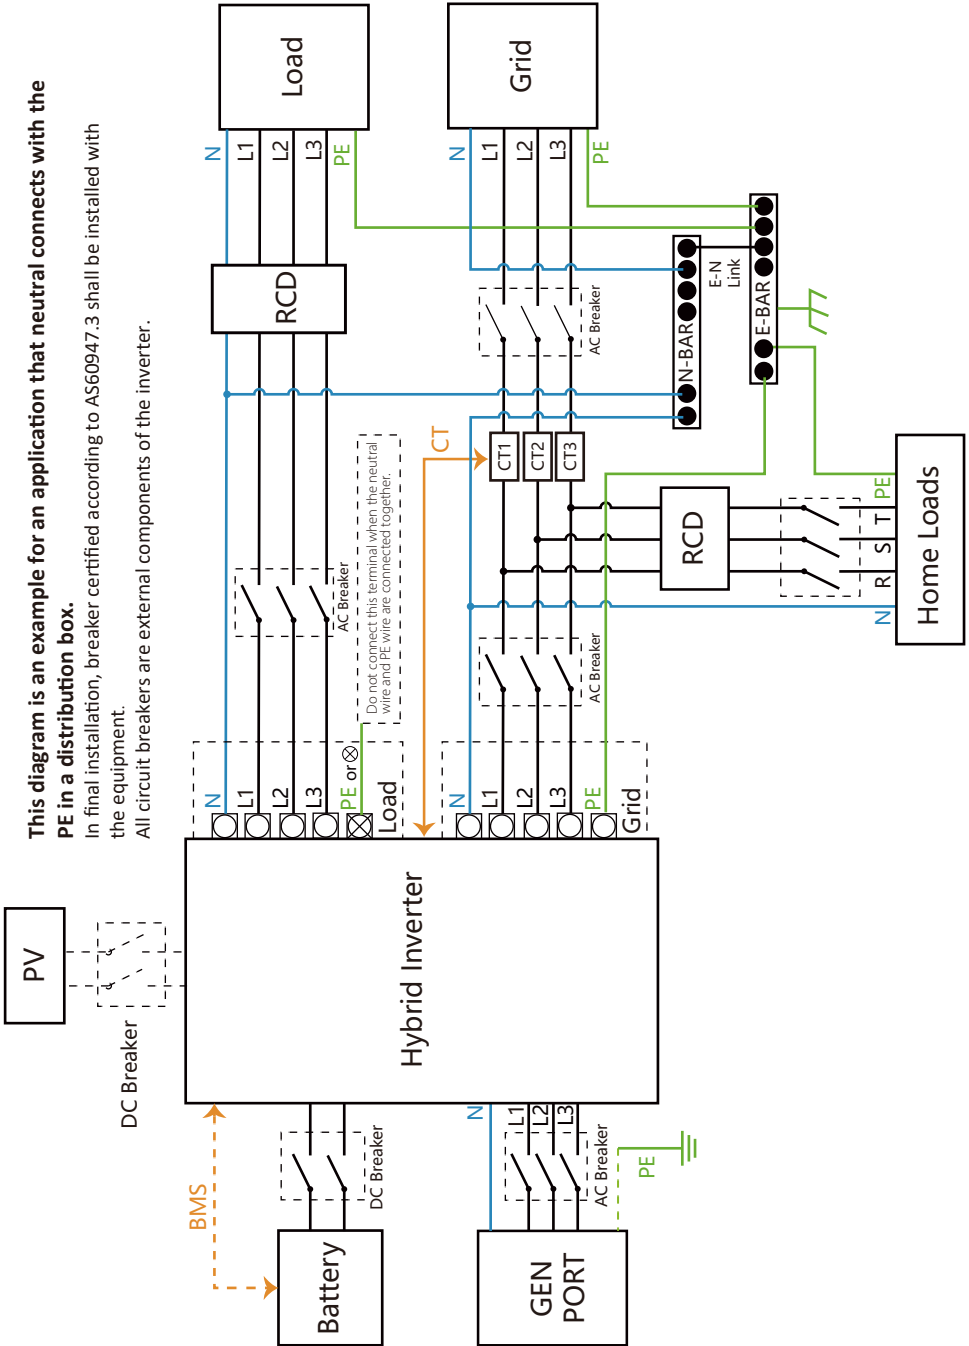 This diagram is an example for an application that neutral connects with the
PE in a distribution box.
In final installation, breaker certified according to AS60947.3 shall be installed with
the equipment.
All circuit breakers are external components of the inverter.
PV
DC Breaker
BMS
Battery
DC Breaker
Hybrid Inverter
N
L1
L2
L3
PE or
Load
AC Breaker
Do not connect this terminal when the neutral
wire and PE wire are connected together.
RCD
N
L1
L2
L3
PE
Load
CT
GEN
PORT
N
L1
L2
L3
AC Breaker
PE
N
L1
L2
L3
PE
Grid
AC Breaker
CT1
CT2
CT3
AC Breaker
N
L1
L2
L3
PE
Grid
RCD
N-BAR
E-N
Link
E-BAR
N
R
S
T
PE
Home Loads